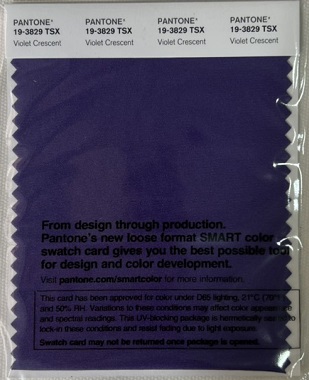 PANTONE® PANTONE® PANTONE® PANTONE®
19-3829 TSX 19-3829 TSX 19-3829 TSX 19-3829 TSX
Violet Crescent Violet Crescent Violet Crescent Violet Crescent
From design through production.
Pantone's new loose format SMART color
swatch card gives you the best possible tool
for design and color development.
Visit pantone.com/smartcolor for more information.
This card has been approved for color under D65 lighting, 21°C (70°F)
and 50% RH. Variations to these conditions may affect color appearance
and spectral readings. This UV-blocking package is hermetically sealed to
lock-in these conditions and resist fading due to light exposure.
Swatch card may not be returned once package is opened.